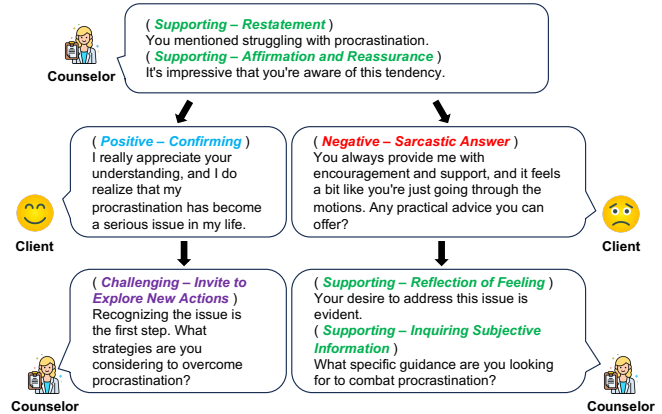 ( Supporting – Restatement )
You mentioned struggling with procrastination.
( Supporting – Affirmation and Reassurance )
It's impressive that you're aware of this tendency.
Counselor
( Positive – Confirming )
I really appreciate your
understanding, and I do
realize that my
procrastination has become
a serious issue in my life.
Client
( Negative – Sarcastic Answer )
You always provide me with
encouragement and support, and it feels
a bit like you're just going through the
motions. Any practical advice you can
offer?
Client
( Challenging – Invite to
Explore New Actions )
Recognizing the issue is
the first step. What
strategies are you
considering to overcome
procrastination?
Counselor
( Supporting – Reflection of Feeling )
Your desire to address this issue is
evident.
( Supporting – Inquiring Subjective
Information )
What specific guidance are you looking
for to combat procrastination?
Counselor